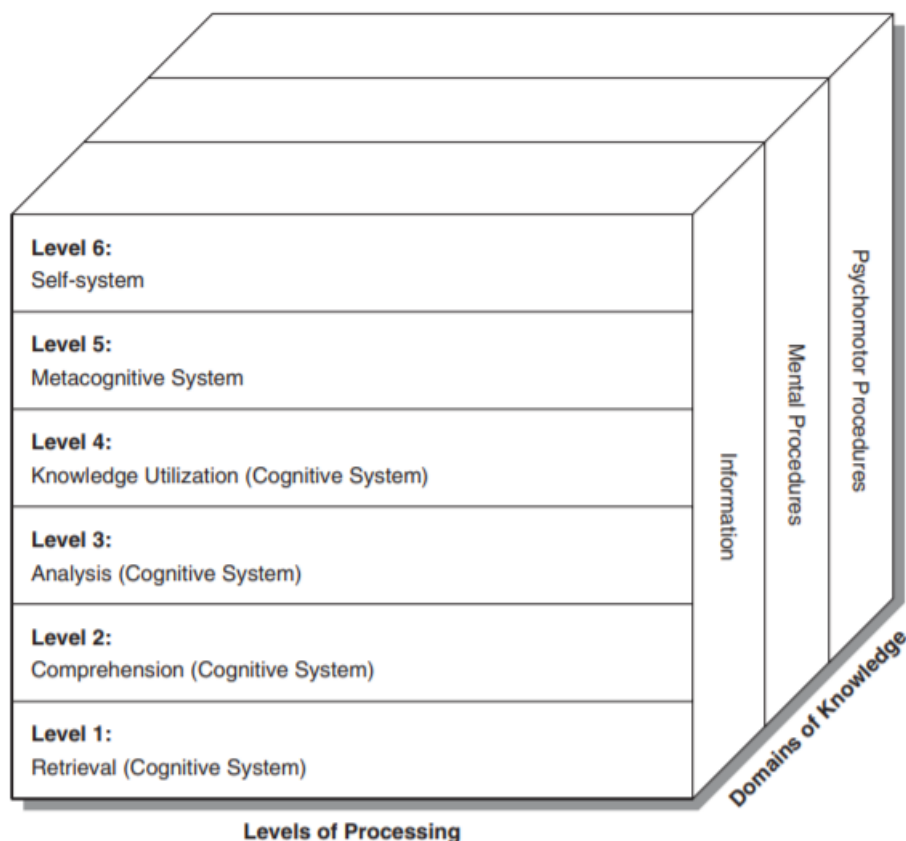 Level 6:
Self-system
Level 5:
Metacognitive System
Level 4:
Knowledge Utilization (Cognitive System)
Level 3:
Analysis (Cognitive System)
Level 2:
Comprehension (Cognitive System)
Level 1:
Retrieval (Cognitive System)
Information
Mental Procedures
Psychomotor Procedures
Levels of Processing
Domains of Knowledge